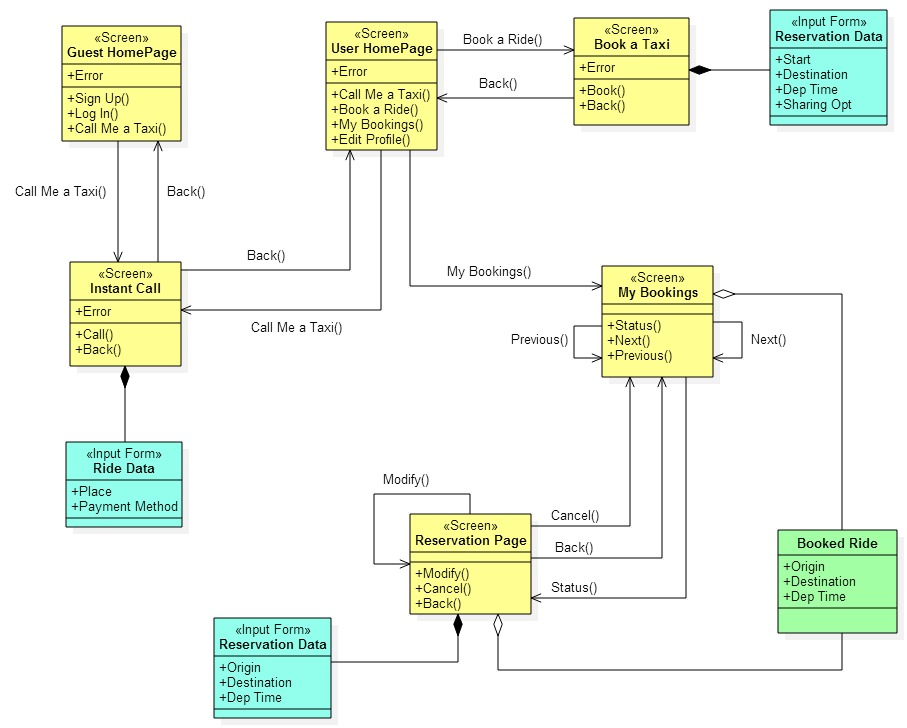 «Screen»
Guest HomePage
+Error
+Sign Up()
+Log In()
+Call Me a Taxi()
«Screen»
User HomePage
+Error
+Call Me a Taxi()
+Book a Ride()
+My Bookings()
+Edit Profile()
Book a Ride()
Back()
«Screen»
Book a Taxi
+Error
+Book()
+Back()
«Input Form»
Reservation Data
+Start
+Destination
+Dep Time
+Sharing Opt
Call Me a Taxi()
Back()
Back()
Call Me a Taxi()
My Bookings()
«Screen»
Instant Call
+Error
+Call()
+Back()
«Screen»
My Bookings
+Status()
+Next()
+Previous()
Previous()
Next()
«Input Form»
Ride Data
+Place
+Payment Method
Modify()
«Screen»
Reservation Page
+Modify()
+Cancel()
+Back()
Cancel()
Back()
Status()
Booked Ride
+Origin
+Destination
+Dep Time
«Input Form»
Reservation Data
+Origin
+Destination
+Dep Time